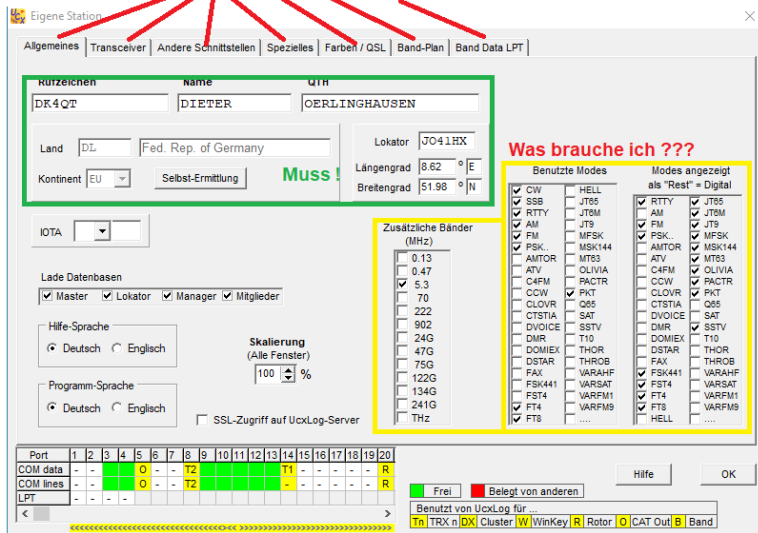 Eigene Station
Allgemeines Transceiver Andere Schnittstellen Spezielles Farben / QSL Band-Plan Band Data LPT
Rufzeichen Name QTH
DK4QT DIETER OERLINGHAUSEN
Land DL Fed. Rep. of Germany
Kontinent EU Selbst-Ermittlung
Muss !
Lokator JO41HX
Längengrad 8.62 ° E
Breitengrad 51.98 ° N
Was brauche ich ???
IOTA
Zusätzliche Bänder
(MHz)
0.13
0.47
5.3
70
222
902
24G
47G
75G
122G
134G
241G
THz
Benutzte Modes
CW HELL
SSB JT65
RTTY JT6M
AM JT9
FM MFSK
PSK.. MSK144
AMTOR MT63
ATV OLIVIA
C4FM PACTR
CCW PKT
CLOVR Q65
CTSTIA SAT
DVOICE SSTV
DMR T10
DOMIEX THOR
DSTAR THROB
FAX VARAHF
FSK441 VARSAT
FST4 VARFM1
FT4 VARFM9
FT8 ....
Modes angezeigt
als "Rest" = Digital
RTTY JT65
AM JT6M
FM JT9
PSK.. MFSK
AMTOR MSK144
ATV MT63
C4FM OLIVIA
CCW PACTR
CLOVR PKT
CTSTIA Q65
DVOICE SAT
DMR SSTV
DOMIEX T10
DSTAR THOR
FAX THROB
FSK441 VARAHF
FST4 VARSAT
FT4 VARFM1
FT8 VARFM9
HELL ....
Lade Datenbasen
Master Lokator Manager Mitglieder
Hilfe-Sprache
Deutsch Englisch
Skalierung
(Alle Fenster)
100 %
Programm-Sprache
Deutsch Englisch
SSL-Zugriff auf UcxLog-Server
Port 1 2 3 4 5 6 7 8 9 10 11 12 13 14 15 16 17 18 19 20
COM data - - O - - T2 T1 - - - - - R
COM lines - - O - - T2 - - - - - - R
LPT - - - -
Hilfe OK
Frei Belegt von anderen
Benutzt von UcxLog für ...
Tn TRX n DX Cluster W WinKey R Rotor O CAT Out B Band